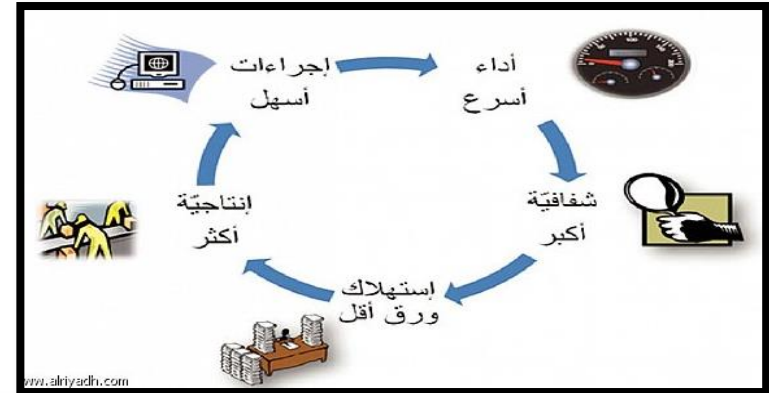 إجراءات
أسهل
أداء
أسرع
شفافيّة
أكبر
إستهلاك
ورق أقل
إنتاجيّة
أكثر
www.alriyadh.com